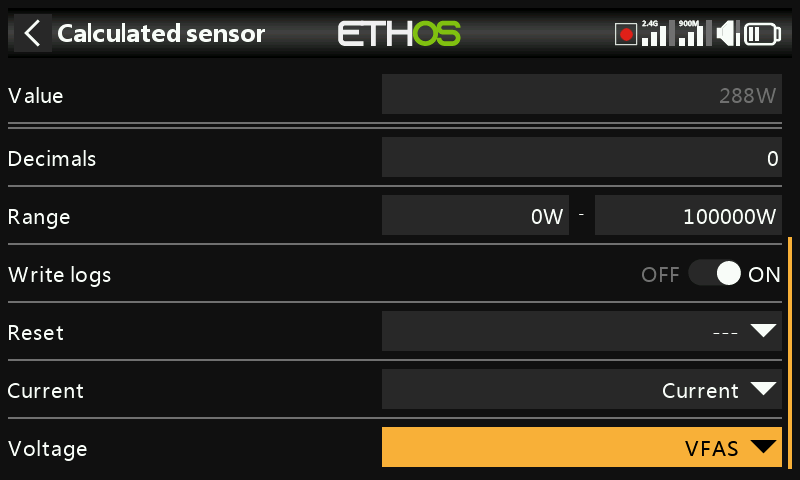 Calculated sensor
ETHOS
2.4G
900M
Value
288W
Decimals
0
Range
0W - 100000W
Write logs
OFF ON
Reset
---
Current
Current
Voltage
VFAS